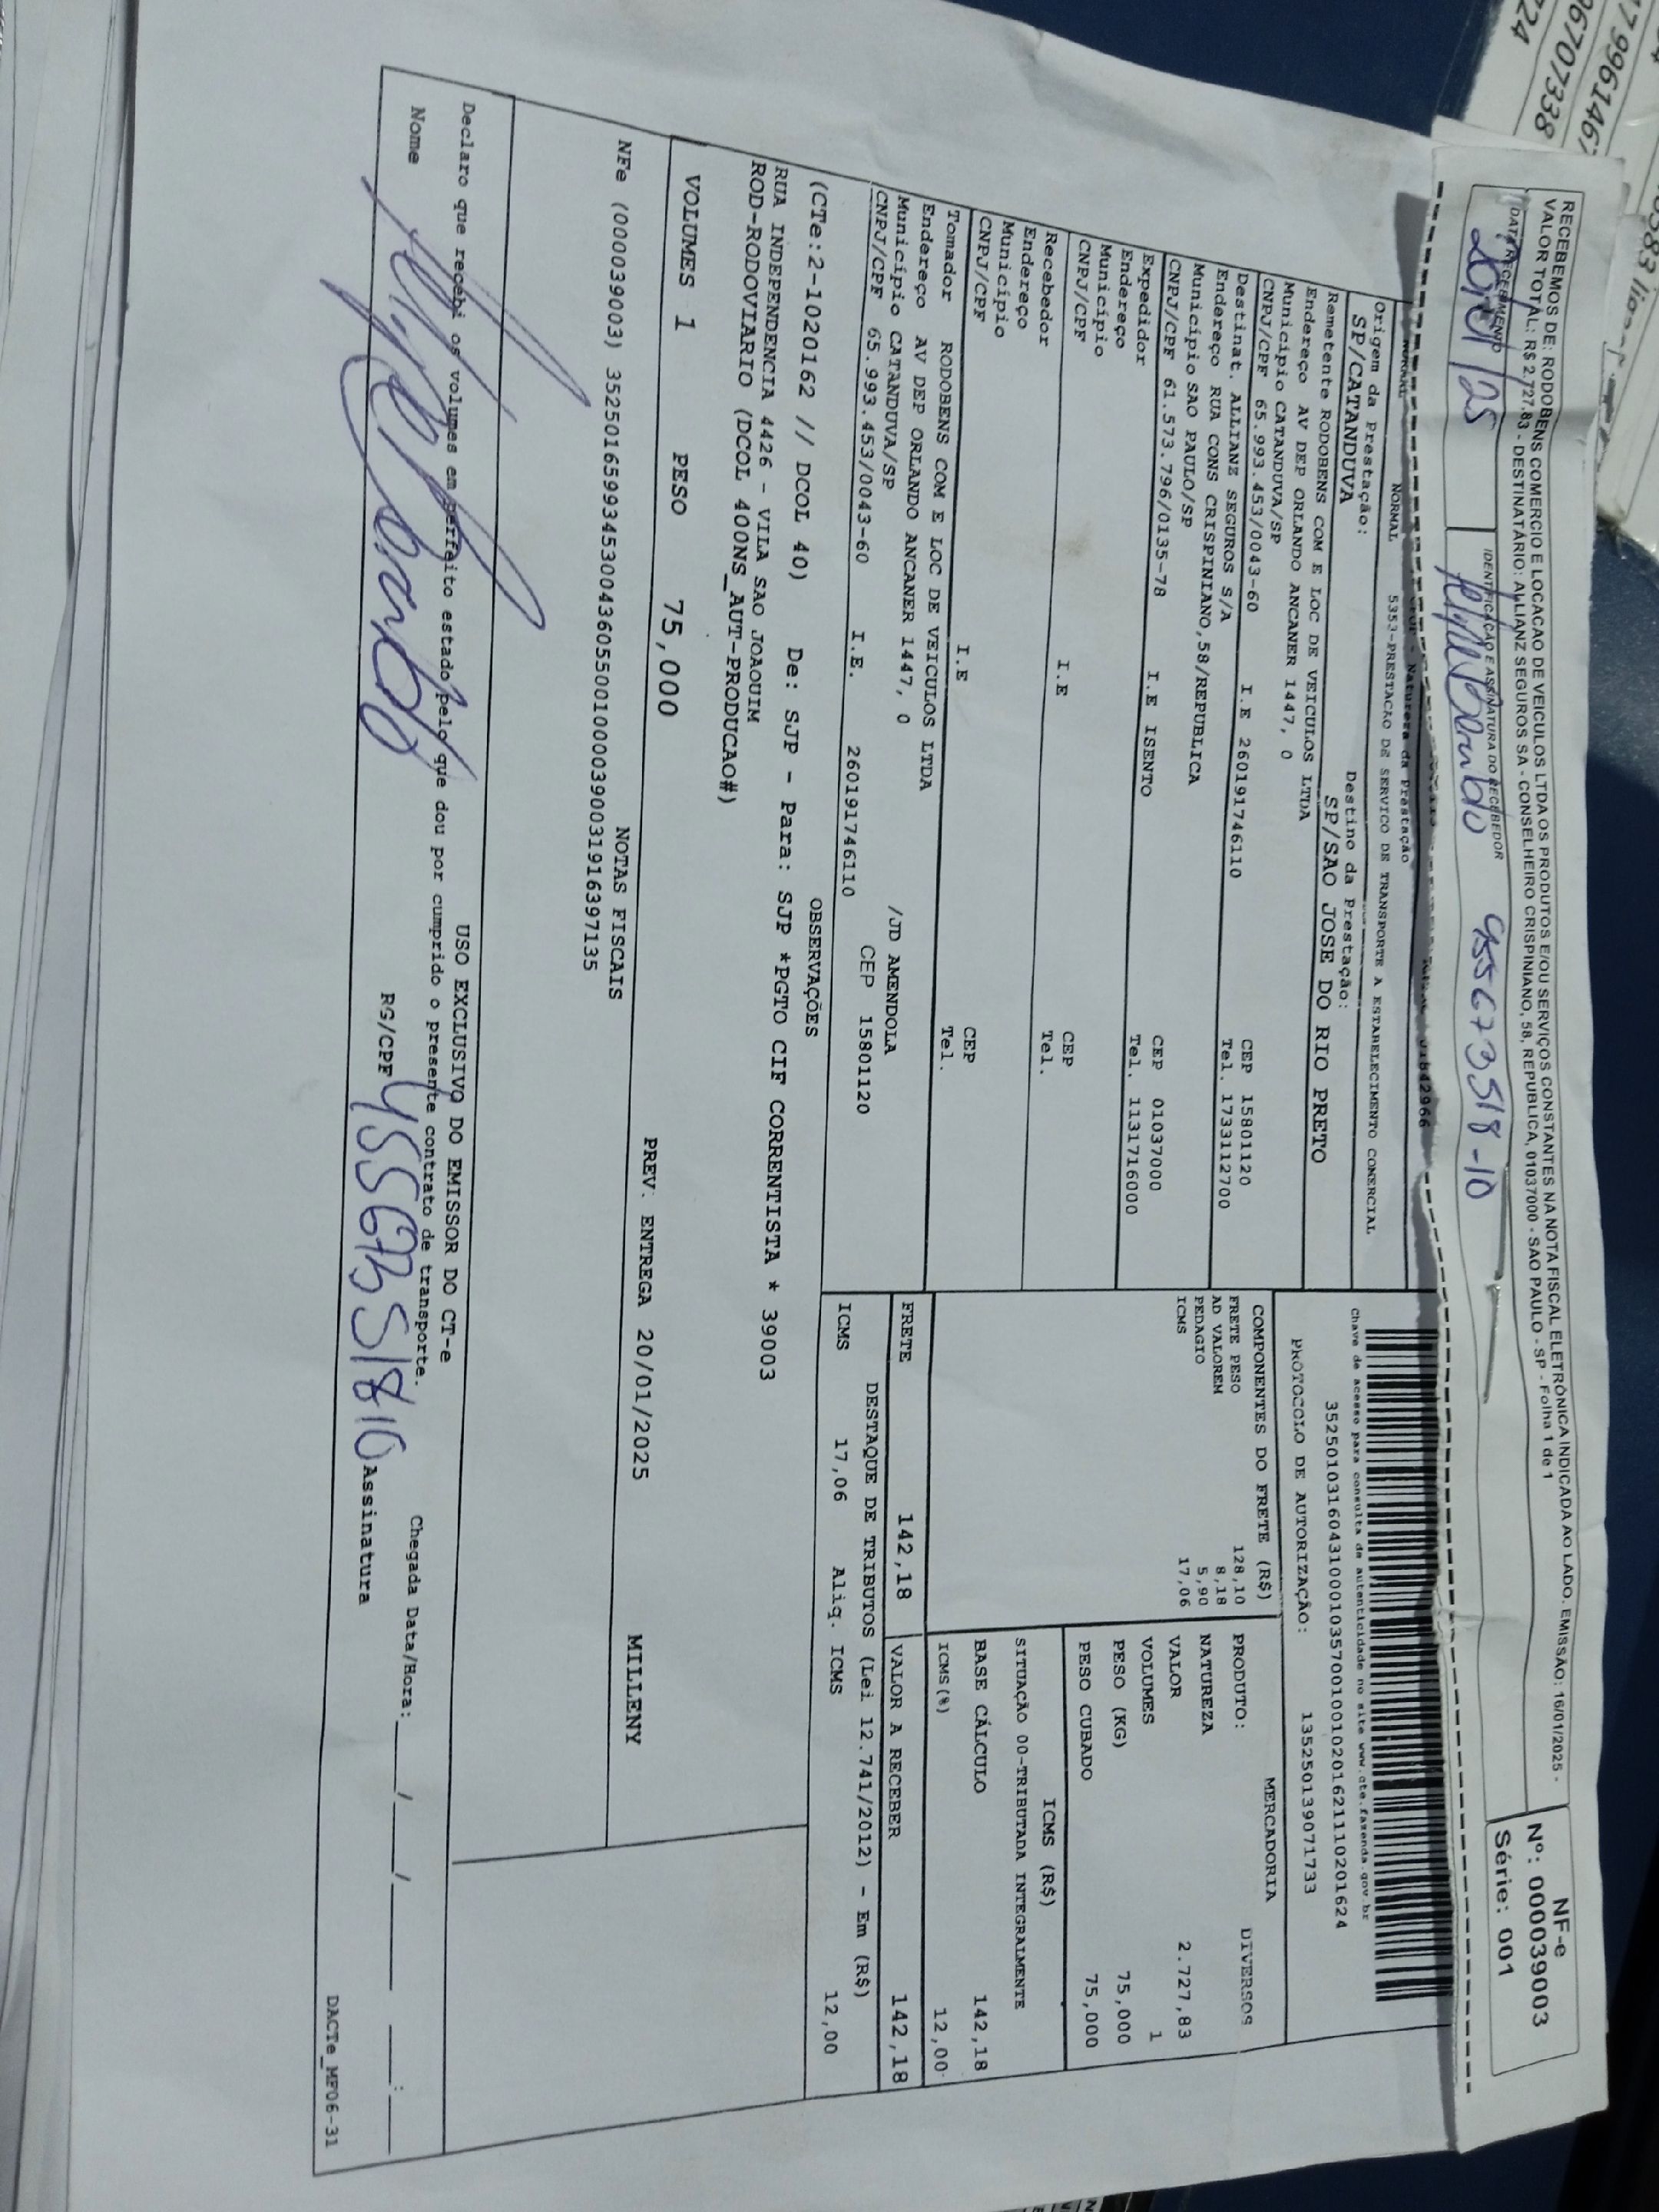 RECEBEMOS DE: RODOBENS COMERCIO E LOCACAO DE VEICULOS LTDA OS PRODUTOS E/OU SERVIÇOS CONSTANTES NA NOTA FISCAL ELETRÔNICA INDICADA AO LADO. EMISSÃO: 16/01/2025 -
VALOR TOTAL: R$ 2.727,83 - DESTINATÁRIO: ALLIANZ SEGUROS SA - CONSELHEIRO CRISPINIANO, 58, REPUBLICA, 01037000 - SAO PAULO - SP - Folha 1 de 1
NF-e
Nº: 000039003
Série: 001
DATA RECEBIMENTO
IDENTIFICAÇÃO E ASSINATURA DO RECEBEDOR
455673518-10
Natureza da Prestação
NORMAL 5353-PRESTACAO DE SERVICO DE TRANSPORTE A ESTABELECIMENTO COMERCIAL
Origem da Prestação: Destino da Prestação:
SP/CATANDUVA SP/SAO JOSE DO RIO PRETO
Chave de acesso para consulta de autenticidade no site www.cte.fazenda.gov.br
35250103160431000103570010010201621110201624
PROTOCOLO DE AUTORIZAÇÃO: 135250139071733
Remetente RODOBENS COM E LOC DE VEICULOS LTDA
Endereço AV DEP ORLANDO ANCANER 1447, 0
Município CATANDUVA/SP CEP 15801120
CNPJ/CPF 65.993.453/0043-60 I.E 260191746110 Tel. 1733112700
Destinat. ALLIANZ SEGUROS S/A
Endereço RUA CONS CRISPINIANO,58/REPUBLICA
Município SAO PAULO/SP CEP 01037000
CNPJ/CPF 61.573.796/0135-78 I.E ISENTO Tel. 1131716000
Expedidor
Endereço
Município CEP
CNPJ/CPF I.E Tel.
Recebedor
Endereço
Município CEP
CNPJ/CPF I.E Tel.
Tomador RODOBENS COM E LOC DE VEICULOS LTDA
Endereço AV DEP ORLANDO ANCANER 1447, 0 /JD AMENDOLA
Município CATANDUVA/SP CEP 15801120
CNPJ/CPF 65.993.453/0043-60 I.E. 260191746110
COMPONENTES DO FRETE (R$)
FRETE PESO 128,10
AD VALOREM 8,18
PEDAGIO 5,90
ICMS 17,06
MERCADORIA
PRODUTO: DIVERSOS
NATUREZA
VALOR 2.727,83
VOLUMES 1
PESO (KG) 75,000
PESO CUBADO 75,000
ICMS (R$)
SITUAÇÃO 00-TRIBUTADA INTEGRALMENTE
BASE CÁLCULO 142,18
ICMS(%) 12,00
FRETE 142,18 VALOR A RECEBER 142,18
DESTAQUE DE TRIBUTOS (Lei 12.741/2012) - Em (R$)
ICMS 17,06 Aliq. ICMS 12,00
OBSERVAÇÕES
(CTe:2-1020162 // DCOL 40) De: SJP - Para: SJP *PGTO CIF CORRENTISTA * 39003
RUA INDEPENDENCIA 4426 - VILA SAO JOAOUIM
ROD-RODOVIARIO (DCOL 400NS_AUT-PRODUCAO#)
VOLUMES 1 PESO 75,000 PREV. ENTREGA 20/01/2025 MILLENY
NOTAS FISCAIS
NFe (000039003) 35250165993453004360550010000390031916397135
USO EXCLUSIVO DO EMISSOR DO CT-e
Declaro que recebi os volumes em perfeito estado pelo que dou por cumprido o presente contrato de transporte.
Nome RG/CPF 45567351810 Assinatura Chegada Data/Hora:
DACTe_MF06-31